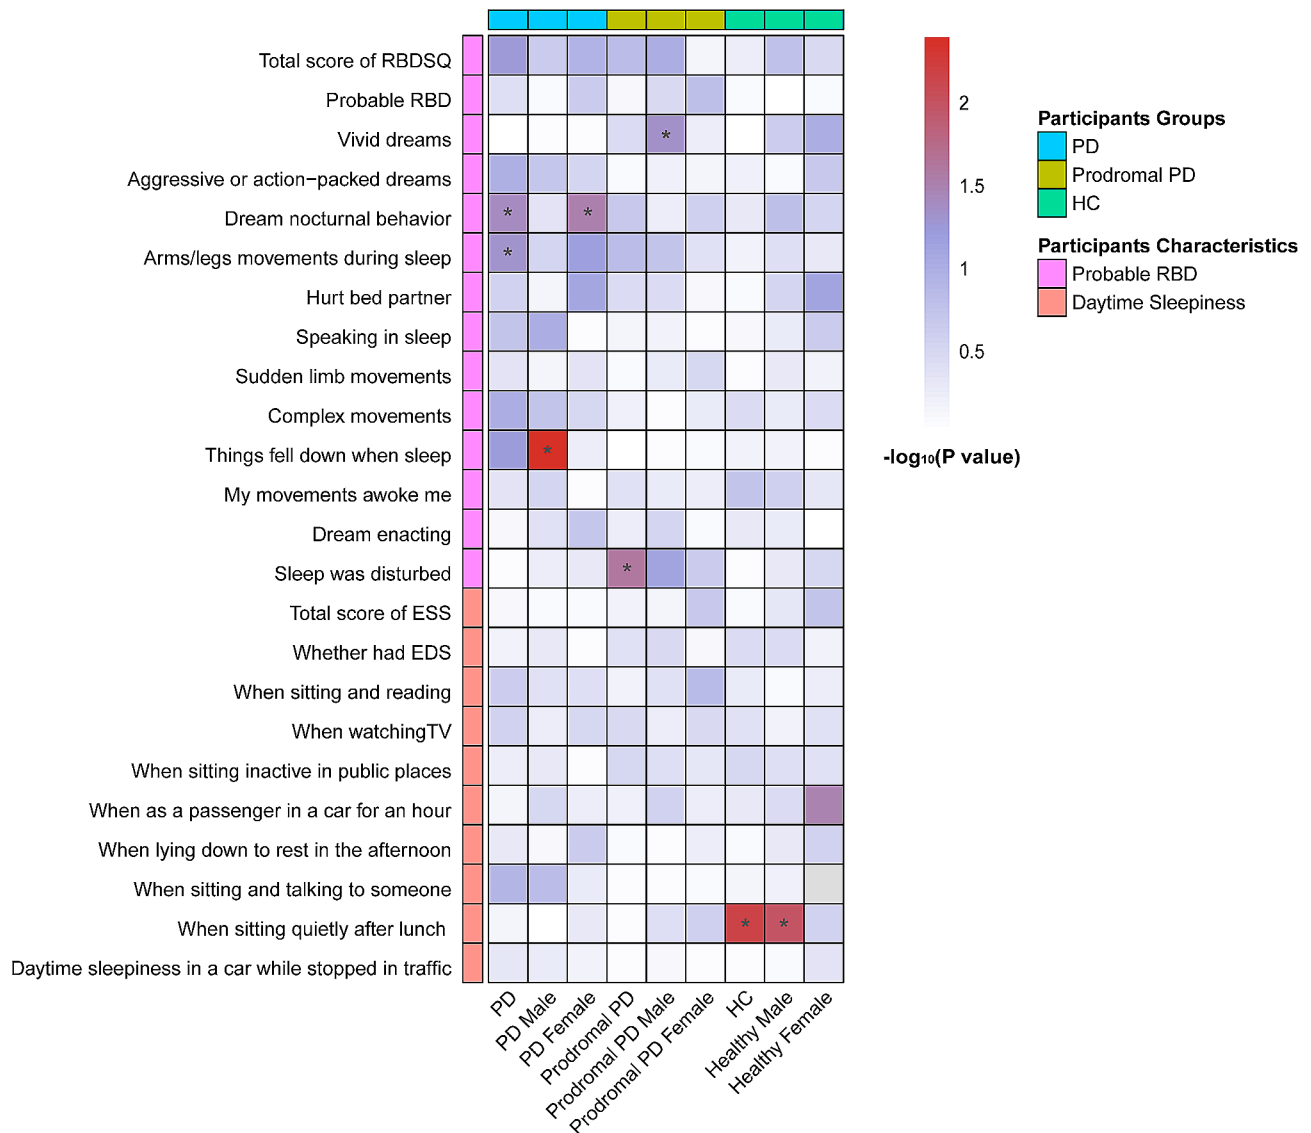 Total score of RBDSQ
Probable RBD
Vivid dreams
Aggressive or action−packed dreams
Dream nocturnal behavior
Arms/legs movements during sleep
Hurt bed partner
Speaking in sleep
Sudden limb movements
Complex movements
Things fell down when sleep
My movements awoke me
Dream enacting
Sleep was disturbed
Total score of ESS
Whether had EDS
When sitting and reading
When watchingTV
When sitting inactive in public places
When as a passenger in a car for an hour
When lying down to rest in the afternoon
When sitting and talking to someone
When sitting quietly after lunch
Daytime sleepiness in a car while stopped in traffic
*
* *
*
*
*
* *
PD
PD Male
PD Female
Prodromal PD
Prodromal PD Male
Prodromal PD Female
HC
Healthy Male
Healthy Female
2
1.5
1
0.5
-log₁₀(P value)
Participants Groups
PD
Prodromal PD
HC
Participants Characteristics
Probable RBD
Daytime Sleepiness